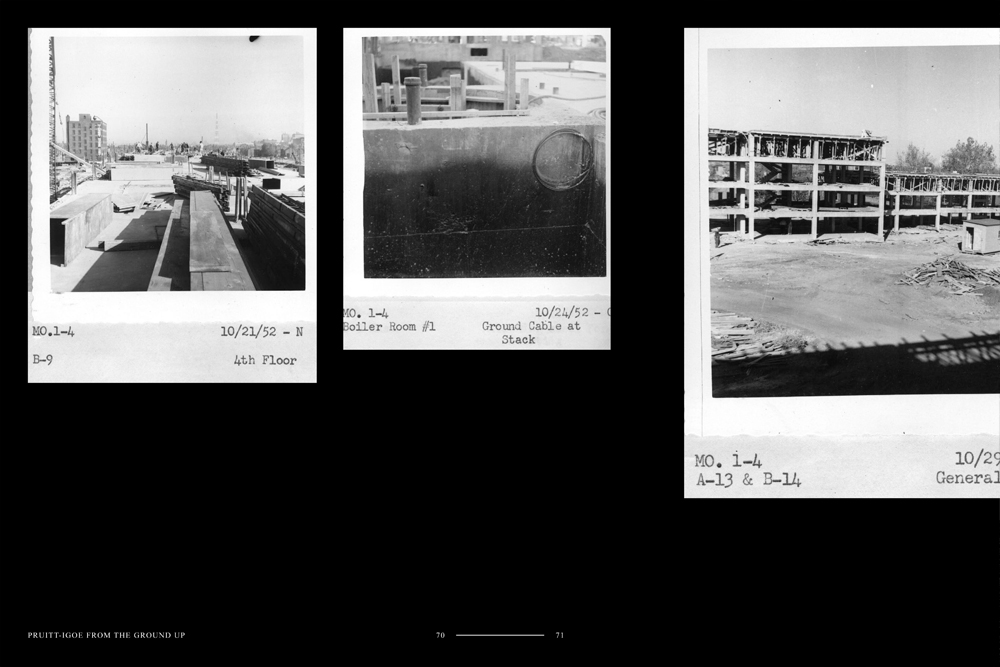 MO.1-4 10/21/52 - N
B-9 4th Floor
MO. 1-4 10/24/52 -
Boiler Room #1 Ground Cable at
Stack
MO. 1-4 10/29
A-13 & B-14 General
PRUITT-IGOE FROM THE GROUND UP
70 71